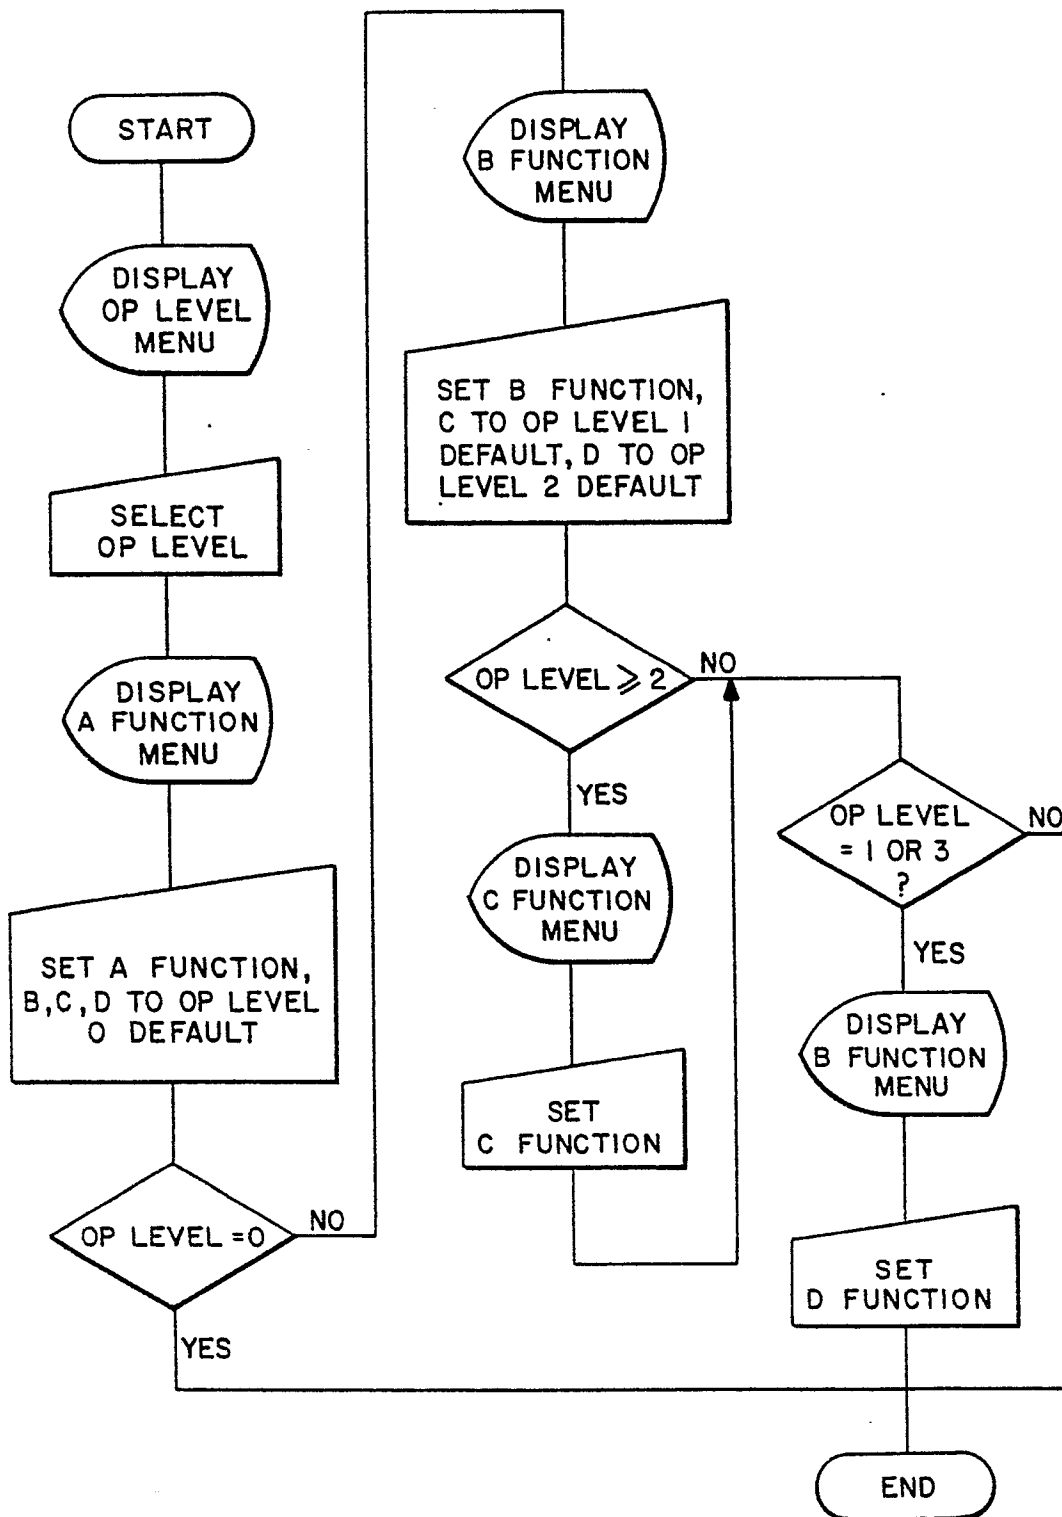 START
DISPLAY
OP LEVEL
MENU
SELECT
OP LEVEL
DISPLAY
A FUNCTION
MENU
SET A FUNCTION,
B,C,D TO OP LEVEL
0 DEFAULT
OP LEVEL =0
NO
YES
DISPLAY
B FUNCTION
MENU
SET B FUNCTION,
C TO OP LEVEL 1
DEFAULT, D TO OP
LEVEL 2 DEFAULT
OP LEVEL ⩾ 2
NO
YES
DISPLAY
C FUNCTION
MENU
SET
C FUNCTION
OP LEVEL
= 1 OR 3
?
NO
YES
DISPLAY
B FUNCTION
MENU
SET
D FUNCTION
END